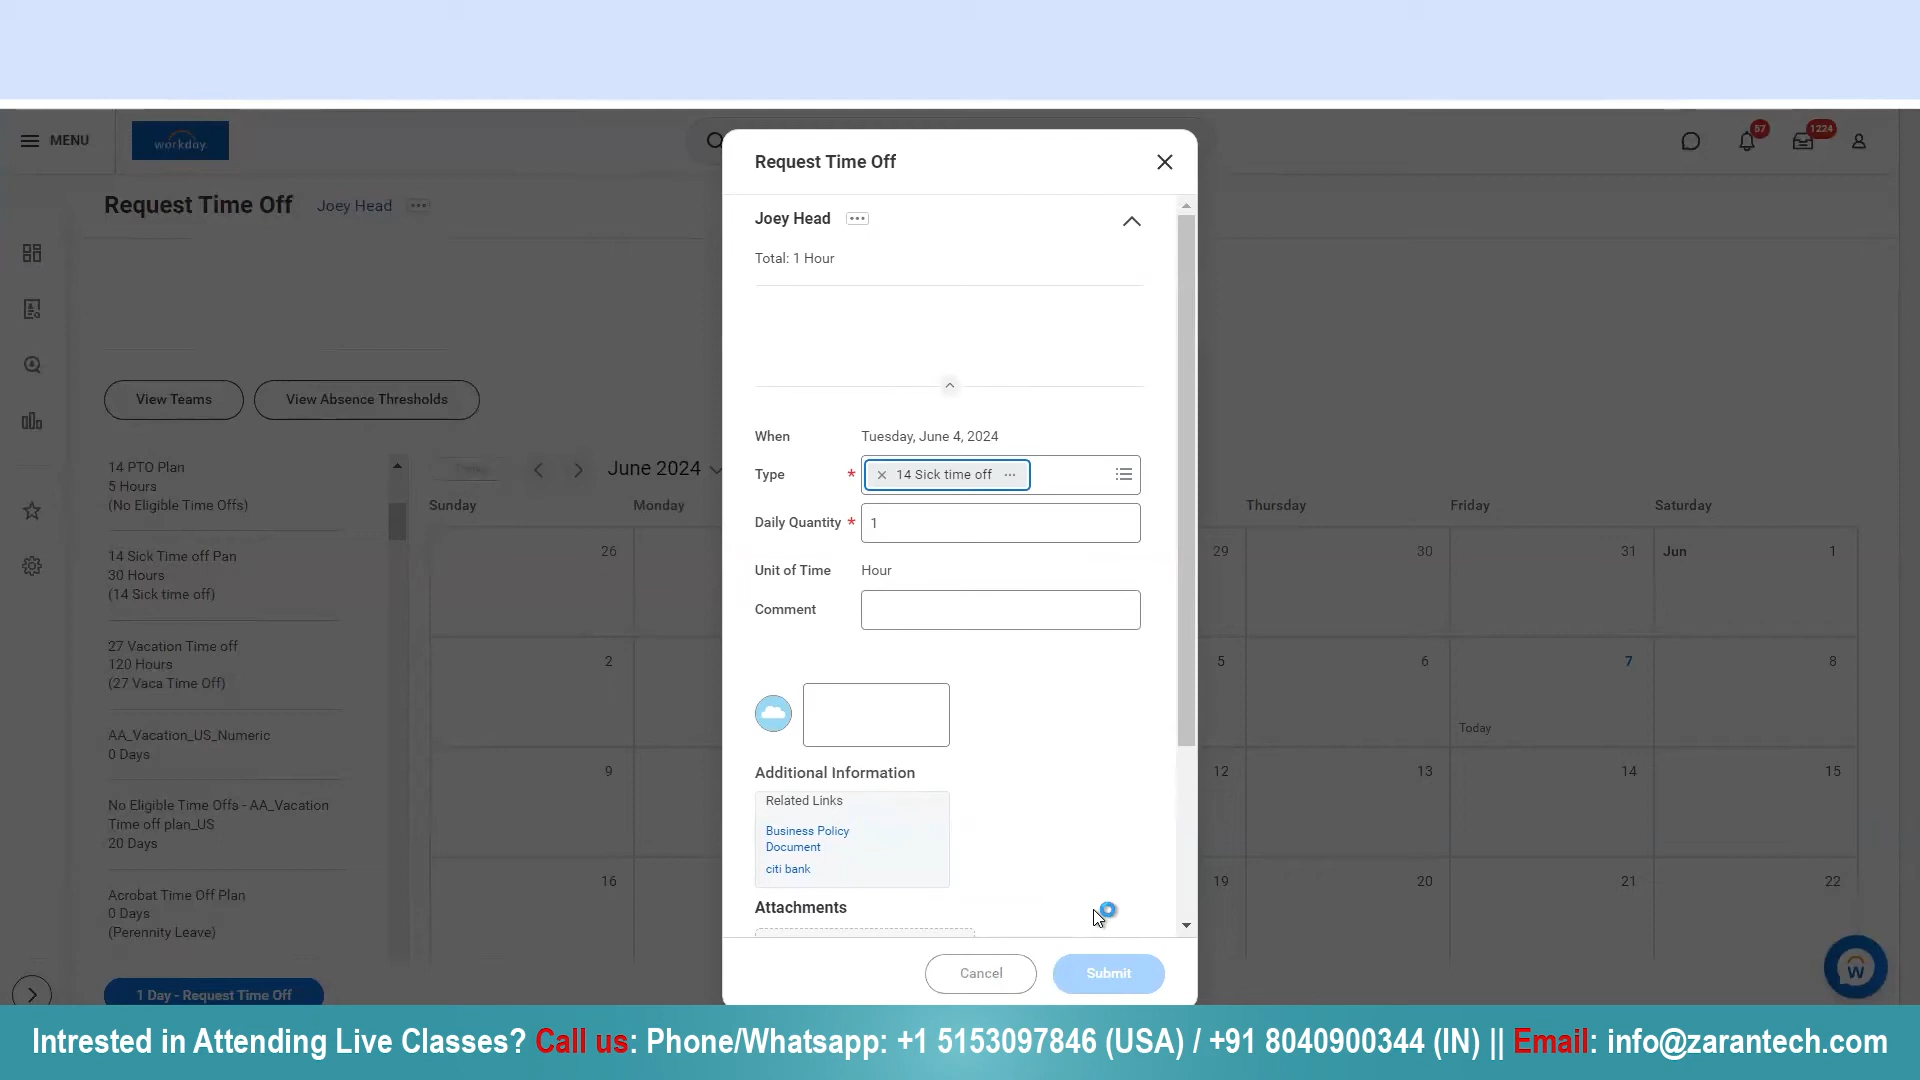 MENU
workday.
57
1224
Request Time Off
Joey Head
View Teams
View Absence Thresholds
14 PTO Plan
5 Hours
(No Eligible Time Offs)
14 Sick Time off Pan
30 Hours
(14 Sick time off)
27 Vacation Time off
120 Hours
(27 Vaca Time Off)
AA_Vacation_US_Numeric
0 Days
No Eligible Time Offs - AA_Vacation
Time off plan_US
20 Days
Acrobat Time Off Plan
0 Days
(Perennity Leave)
1 Day - Request Time Off
June 2024
Sunday
Monday
Thursday
Friday
Saturday
26
29
30
31
Jun
1
2
5
6
7
8
Today
9
12
13
14
15
16
19
20
21
22
Request Time Off
Joey Head
Total: 1 Hour
When
Tuesday, June 4, 2024
Type *
14 Sick time off
Daily Quantity *
1
Unit of Time
Hour
Comment
Additional Information
Related Links
Business Policy
Document
citi bank
Attachments
Cancel
Submit
W
Intrested in Attending Live Classes? Call us: Phone/Whatsapp: +1 5153097846 (USA) / +91 8040900344 (IN) || Email: info@zarantech.com